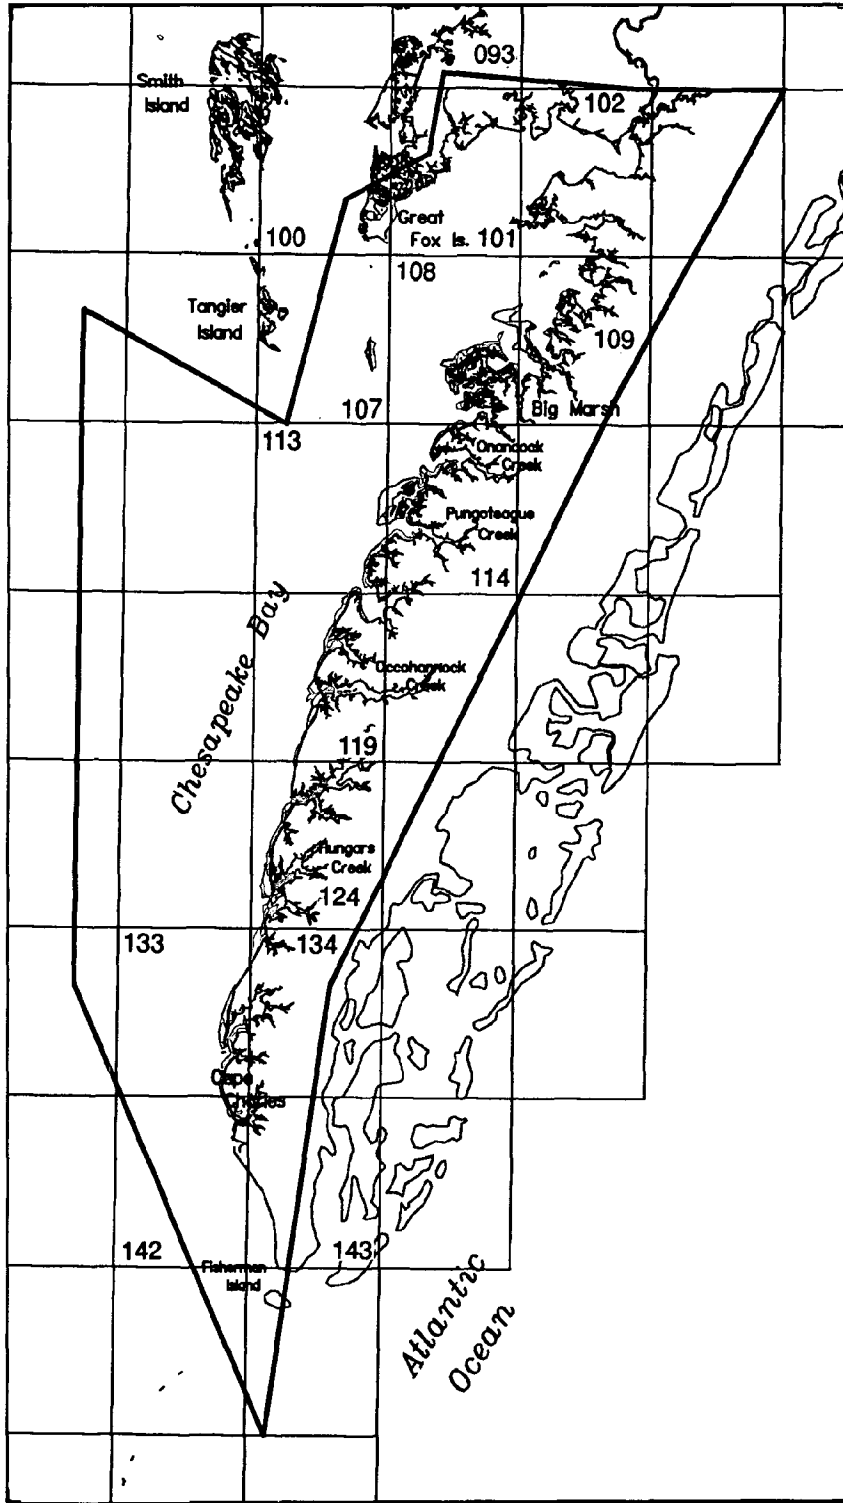 093
Smith
Island
102
Great
Fox Is. 101
100
108
Tangier
Island
109
107
Big Marsh
113
Onancock
Creek
Pungoteague
Creek
114
Chesapeake Bay
Occohannock
Creek
119
Hungars
Creek
124
133
134
Cape
Charles
142
143
Fisherman
Island
Atlantic
Ocean